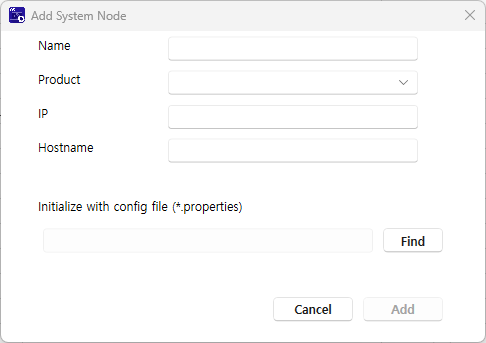 Add System Node
Name
Product
IP
Hostname
Initialize with config file (*.properties)
Find
Cancel
Add